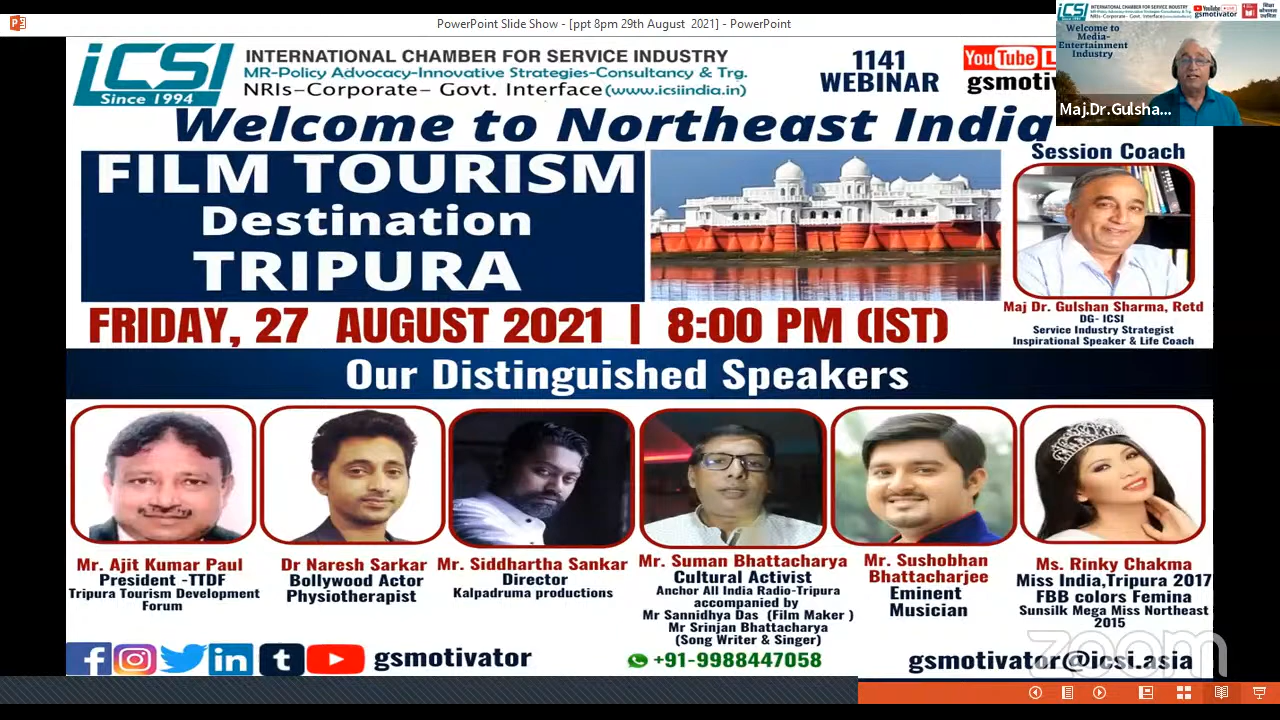 PowerPoint Slide Show - [ppt 8pm 29th August 2021] - PowerPoint
iCSI
Since 1994
INTERNATIONAL CHAMBER FOR SERVICE INDUSTRY
MR-Policy Advocacy-Innovative Strategies-Consultancy & Trg.
NRIs-Corporate- Govt. Interface (www.icsiindia.in)
1141
WEBINAR
YouTube
gsmotiv
iCSI
INTERNATIONAL CHAMBER FOR SERVICE INDUSTRY
gsmotivator
Welcome to
Media-
Entertainment
Industry
Maj.Dr.Gulsha...
Welcome to Northeast India
FILM TOURISM
Destination
TRIPURA
FRIDAY, 27 AUGUST 2021 | 8:00 PM (IST)
Session Coach
Maj Dr. Gulshan Sharma, Retd
DG- ICSI
Service Industry Strategist
Inspirational Speaker & Life Coach
Our Distinguished Speakers
Mr. Ajit Kumar Paul
President -TTDF
Tripura Tourism Development
Forum
Dr Naresh Sarkar
Bollywood Actor
Physiotherapist
Mr. Siddhartha Sankar
Director
Kalpadruma productions
Mr. Suman Bhattacharya
Cultural Activist
Anchor All India Radio-Tripura
accompanied by
Mr Sannidhya Das (Film Maker )
Mr Srinjan Bhattacharya
(Song Writer & Singer)
Mr. Sushobhan
Bhattacharjee
Eminent
Musician
Ms. Rinky Chakma
Miss India,Tripura 2017
FBB colors Femina
Sunsilk Mega Miss Northeast
2015
gsmotivator
+91-9988447058
gsmotivator@icsi.asia
zoom